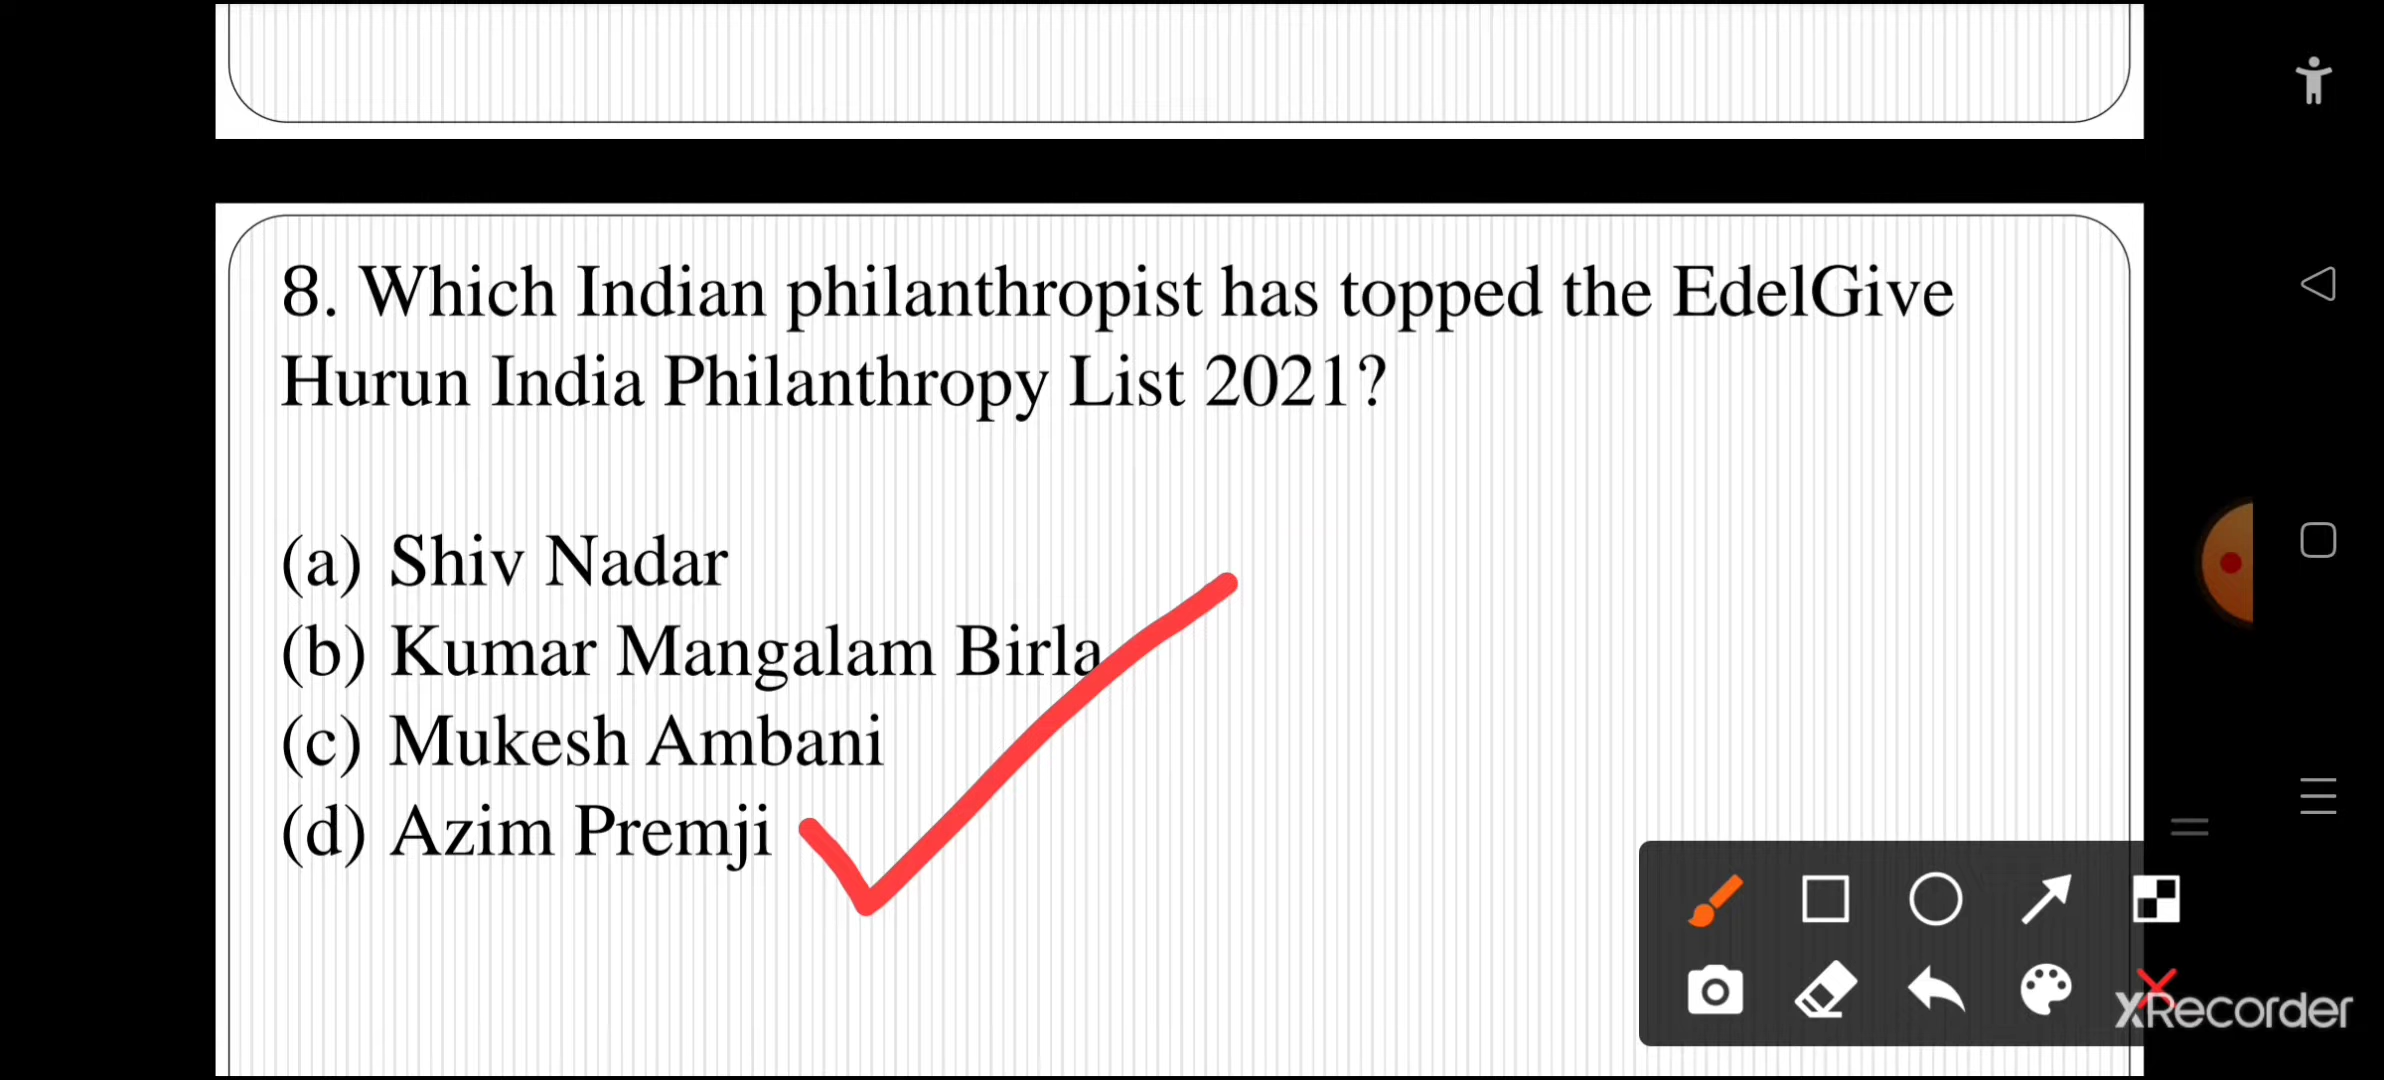 8. Which Indian philanthropist has topped the EdelGive
Hurun India Philanthropy List 2021?
(a) Shiv Nadar
(b) Kumar Mangalam Birla
(c) Mukesh Ambani
(d) Azim Premji
XRecorder